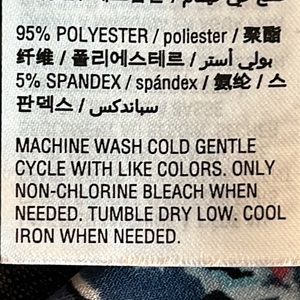 95% POLYESTER / poliester / 聚酯
纤维 / 폴리에스테르 / بولي أستر
5% SPANDEX / spándex / 氨纶 / 스
판덱스 / سباندكس
MACHINE WASH COLD GENTLE
CYCLE WITH LIKE COLORS. ONLY
NON-CHLORINE BLEACH WHEN
NEEDED. TUMBLE DRY LOW. COOL
IRON WHEN NEEDED.